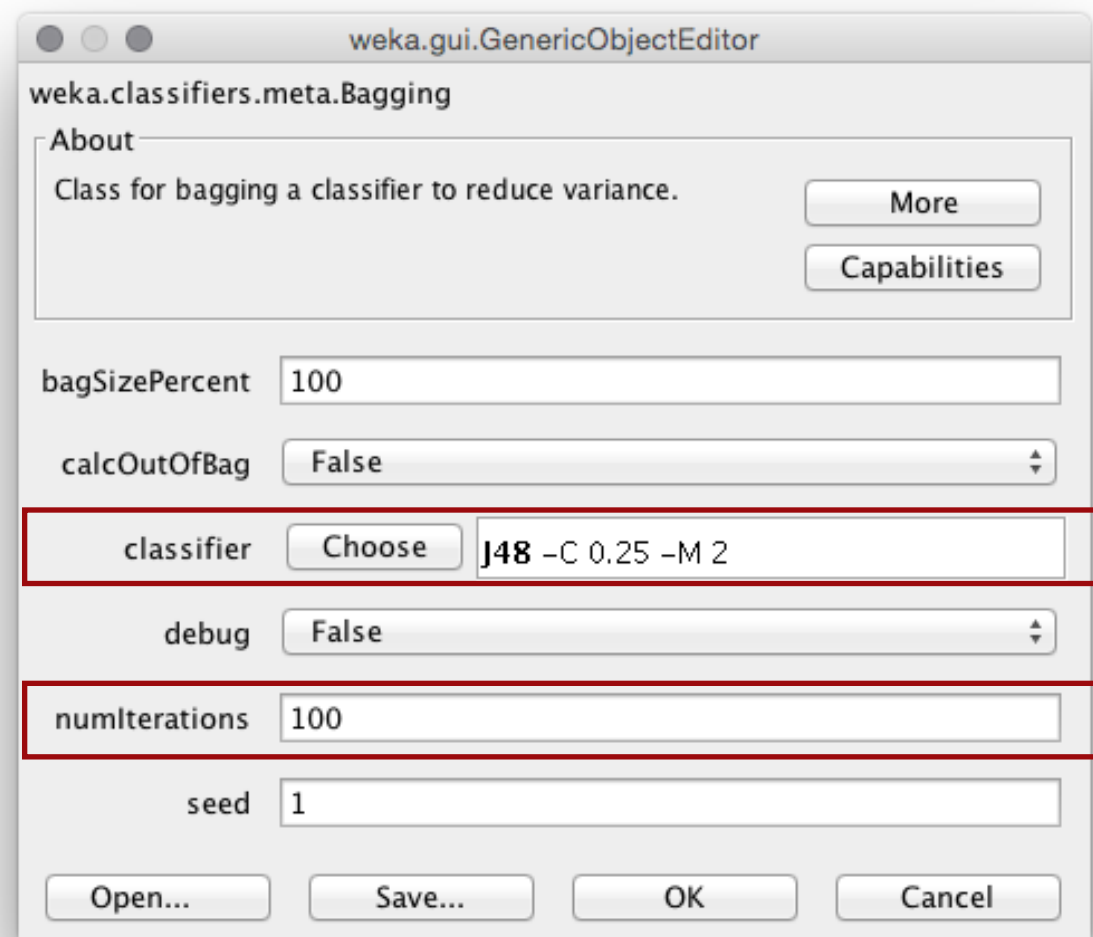 weka.gui.GenericObjectEditor
weka.classifiers.meta.Bagging
About
Class for bagging a classifier to reduce variance.
More
Capabilities
bagSizePercent 100
calcOutOfBag False
classifier Choose J48 –C 0.25 –M 2
debug False
numIterations 100
seed 1
Open... Save... OK Cancel